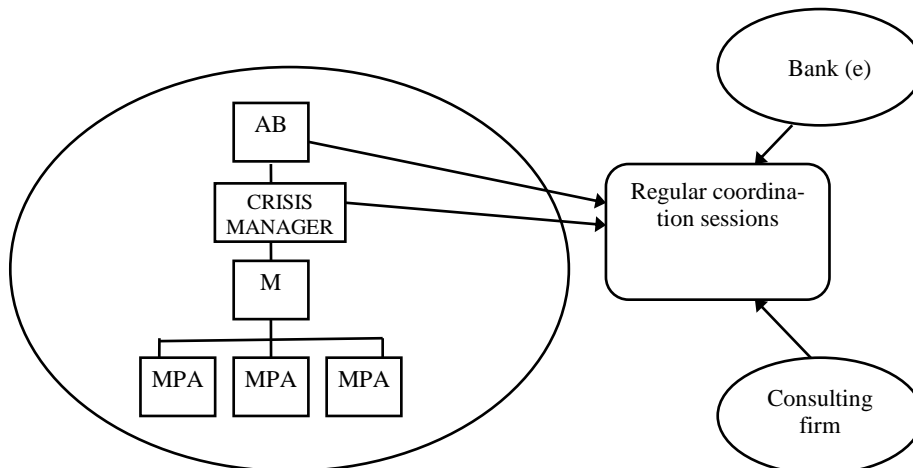 Bank (e)
AB
Regular coordina-
tion sessions
CRISIS
MANAGER
M
MPA
MPA
MPA
Consulting
firm